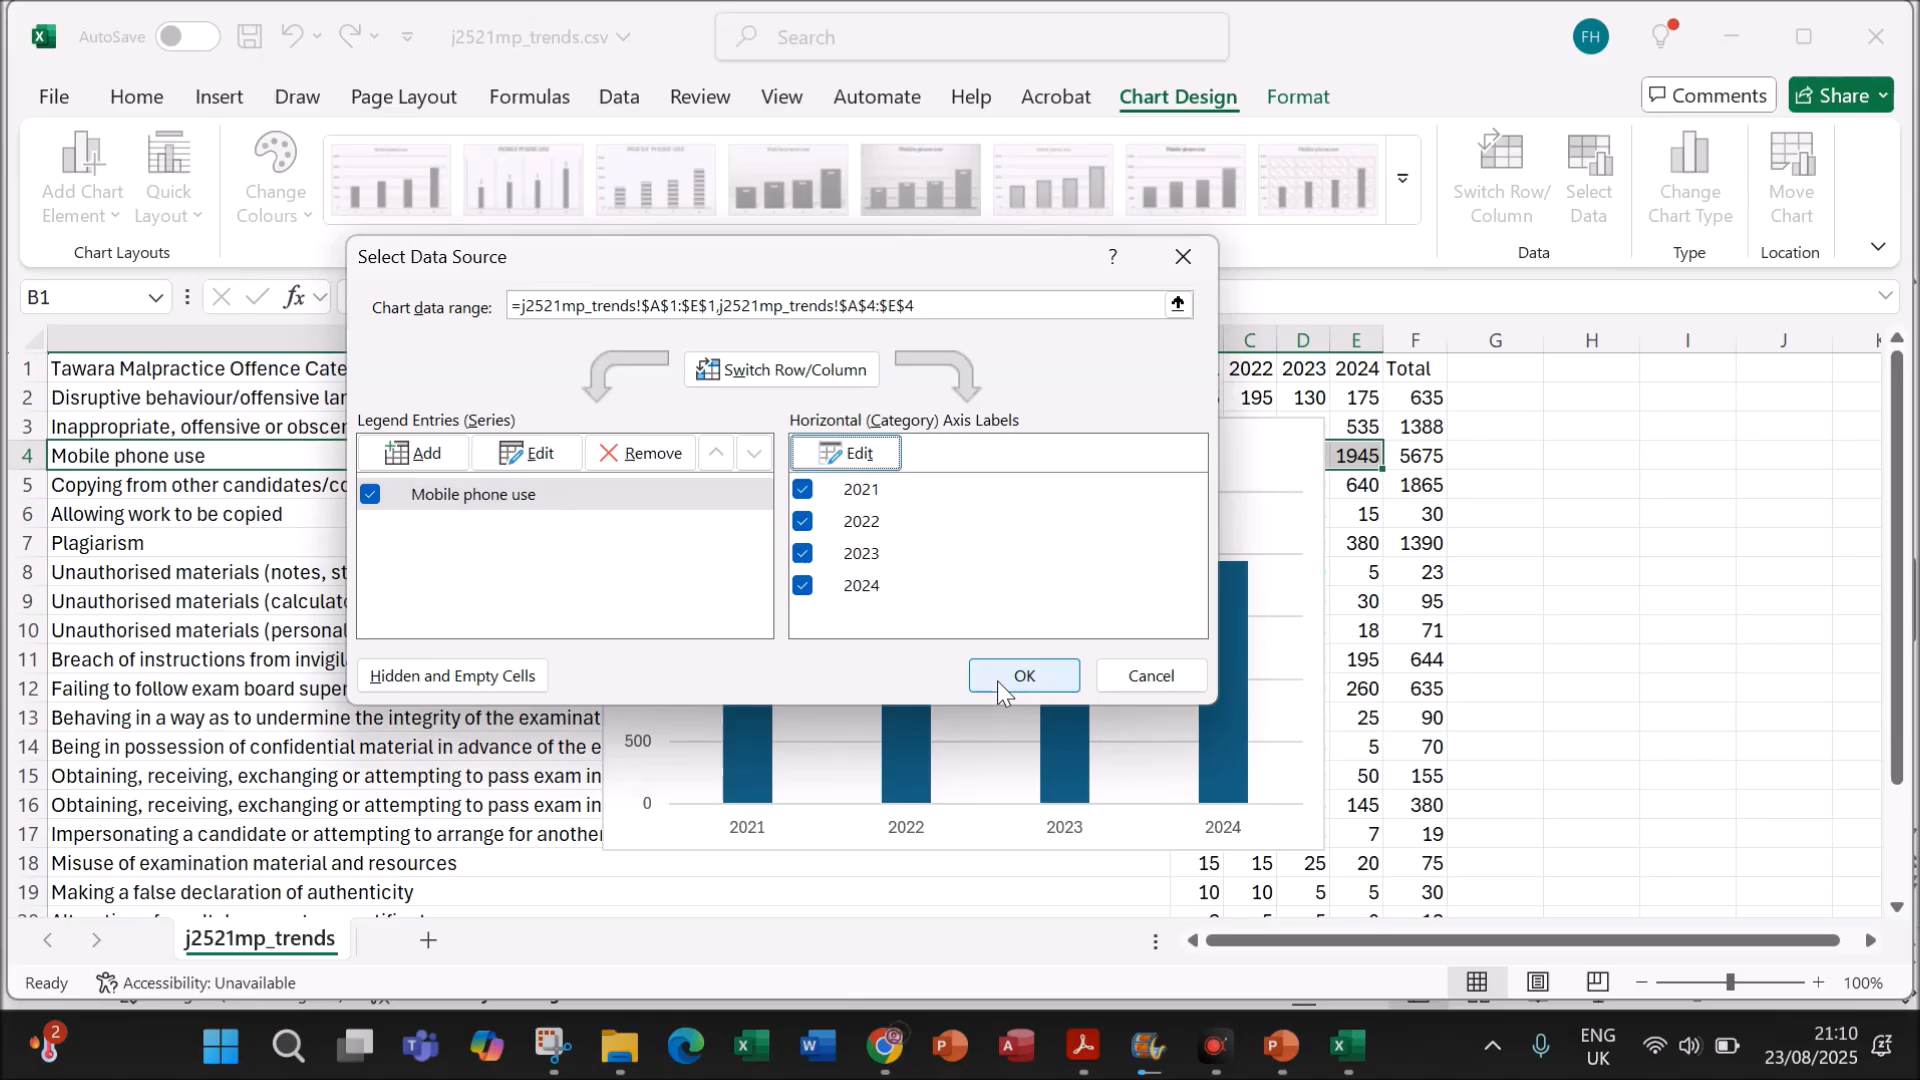 AutoSave
j2521mp_trends.csv
Search
FH
File Home Insert Draw Page Layout Formulas Data Review View Automate Help Acrobat Chart Design Format
Comments
Share
Add Chart Element
Quick Layout
Change Colours
Switch Row/Column
Select Data
Change Chart Type
Move Chart
Chart Layouts
Data
Type
Location
B1
fx
Select Data Source
?
Chart data range: =j2521mp_trends!$A$1:$E$1,j2521mp_trends!$A$4:$E$4
Switch Row/Column
Legend Entries (Series)
Horizontal (Category) Axis Labels
Add Edit Remove
Edit
Mobile phone use
2021
2022
2023
2024
Hidden and Empty Cells
OK
Cancel
C D E F G H I J
1 Tawara Malpractice Offence Cate 2022 2023 2024 Total
2 Disruptive behaviour/offensive lan 195 130 175 635
3 Inappropriate, offensive or obscen 535 1388
4 Mobile phone use 1945 5675
5 Copying from other candidates/co 640 1865
6 Allowing work to be copied 15 30
7 Plagiarism 380 1390
8 Unauthorised materials (notes, st 5 23
9 Unauthorised materials (calculato 30 95
10 Unauthorised materials (personal 18 71
11 Breach of instructions from invigil 195 644
12 Failing to follow exam board super 260 635
13 Behaving in a way as to undermine the integrity of the examinat 25 90
14 Being in possession of confidential material in advance of the e 5 70
15 Obtaining, receiving, exchanging or attempting to pass exam in 50 155
16 Obtaining, receiving, exchanging or attempting to pass exam in 145 380
17 Impersonating a candidate or attempting to arrange for another 7 19
18 Misuse of examination material and resources 15 15 25 20 75
19 Making a false declaration of authenticity 10 10 5 5 30
500
0
2021 2022 2023 2024
j2521mp_trends
Ready
Accessibility: Unavailable
100%
2
ENG
UK
21:10
23/08/2025